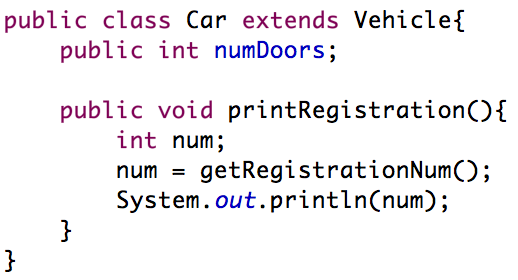 public class Car extends Vehicle{
    public int numDoors;

    public void printRegistration(){
        int num;
        num = getRegistrationNum();
        System.out.println(num);
    }
}